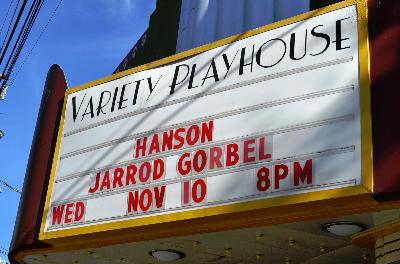 VARIETY PLAYHOUSE
HANSON
JARROD GORBEL
WED NOV 10 8PM